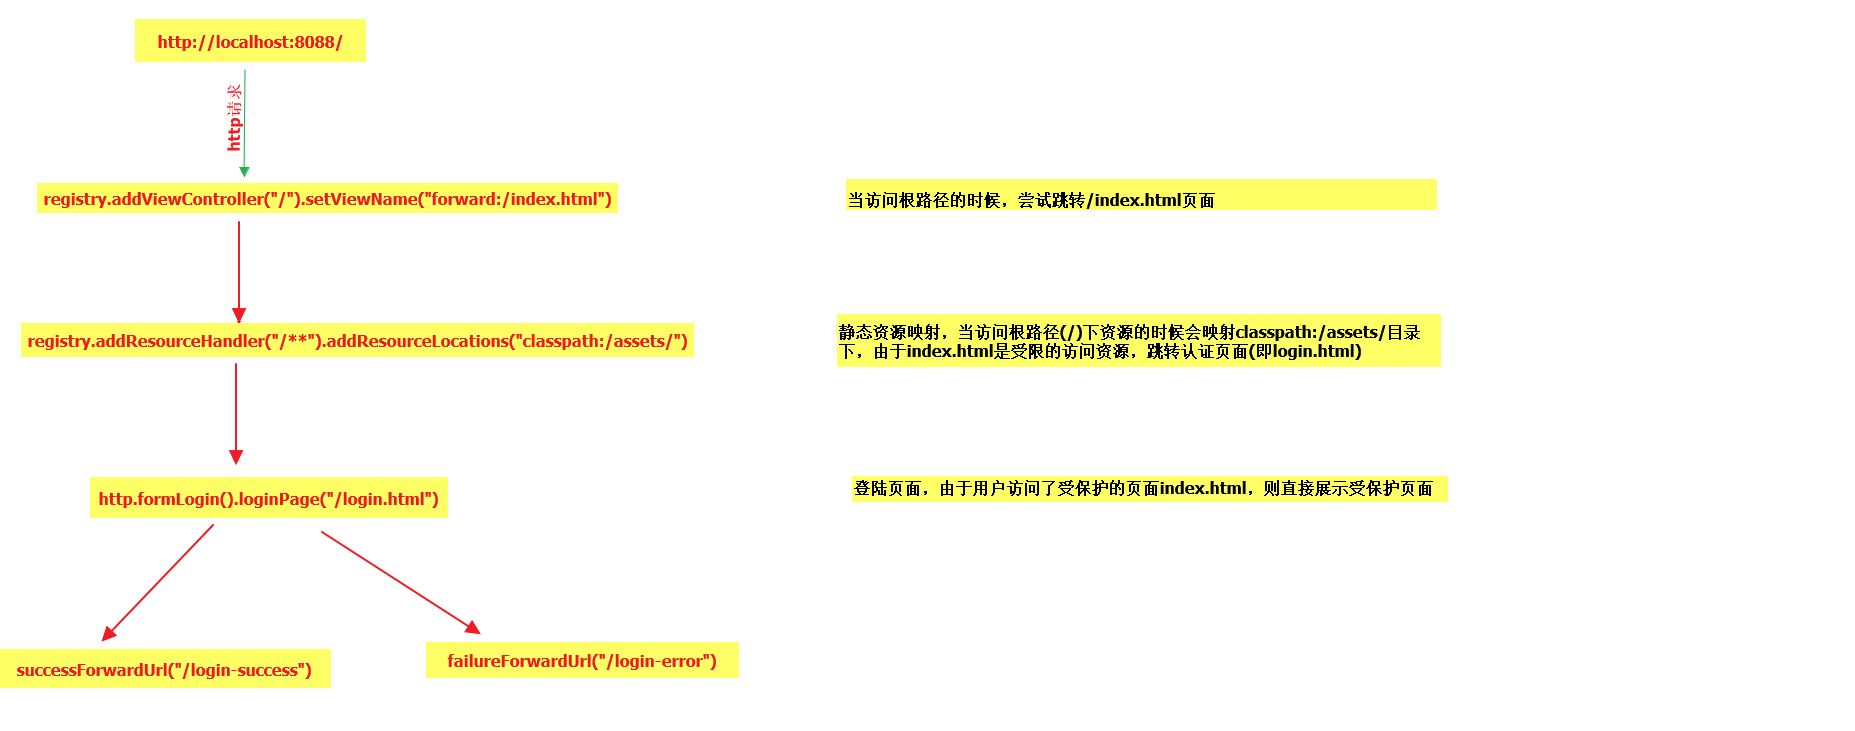 http://localhost:8088/
http请求
registry.addViewController("/").setViewName("forward:/index.html")
当访问根路径的时候，尝试跳转/index.html页面
registry.addResourceHandler("/**").addResourceLocations("classpath:/assets/")
静态资源映射，当访问根路径(/)下资源的时候会映射classpath:/assets/目录
下，由于index.html是受限的访问资源，跳转认证页面(即login.html)
http.formLogin().loginPage("/login.html")
登陆页面，由于用户访问了受保护的页面index.html，则直接展示受保护页面
successForwardUrl("/login-success")
failureForwardUrl("/login-error")